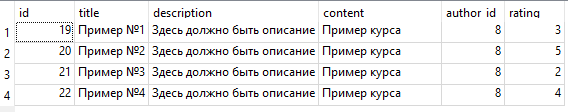 id title description content author_id rating
1 19 Пример №1 Здесь должно быть описание Пример курса 8 3
2 20 Пример №2 Здесь должно быть описание Пример курса 8 5
3 21 Пример №3 Здесь должно быть описание Пример курса 8 2
4 22 Пример №4 Здесь должно быть описание Пример курса 8 4